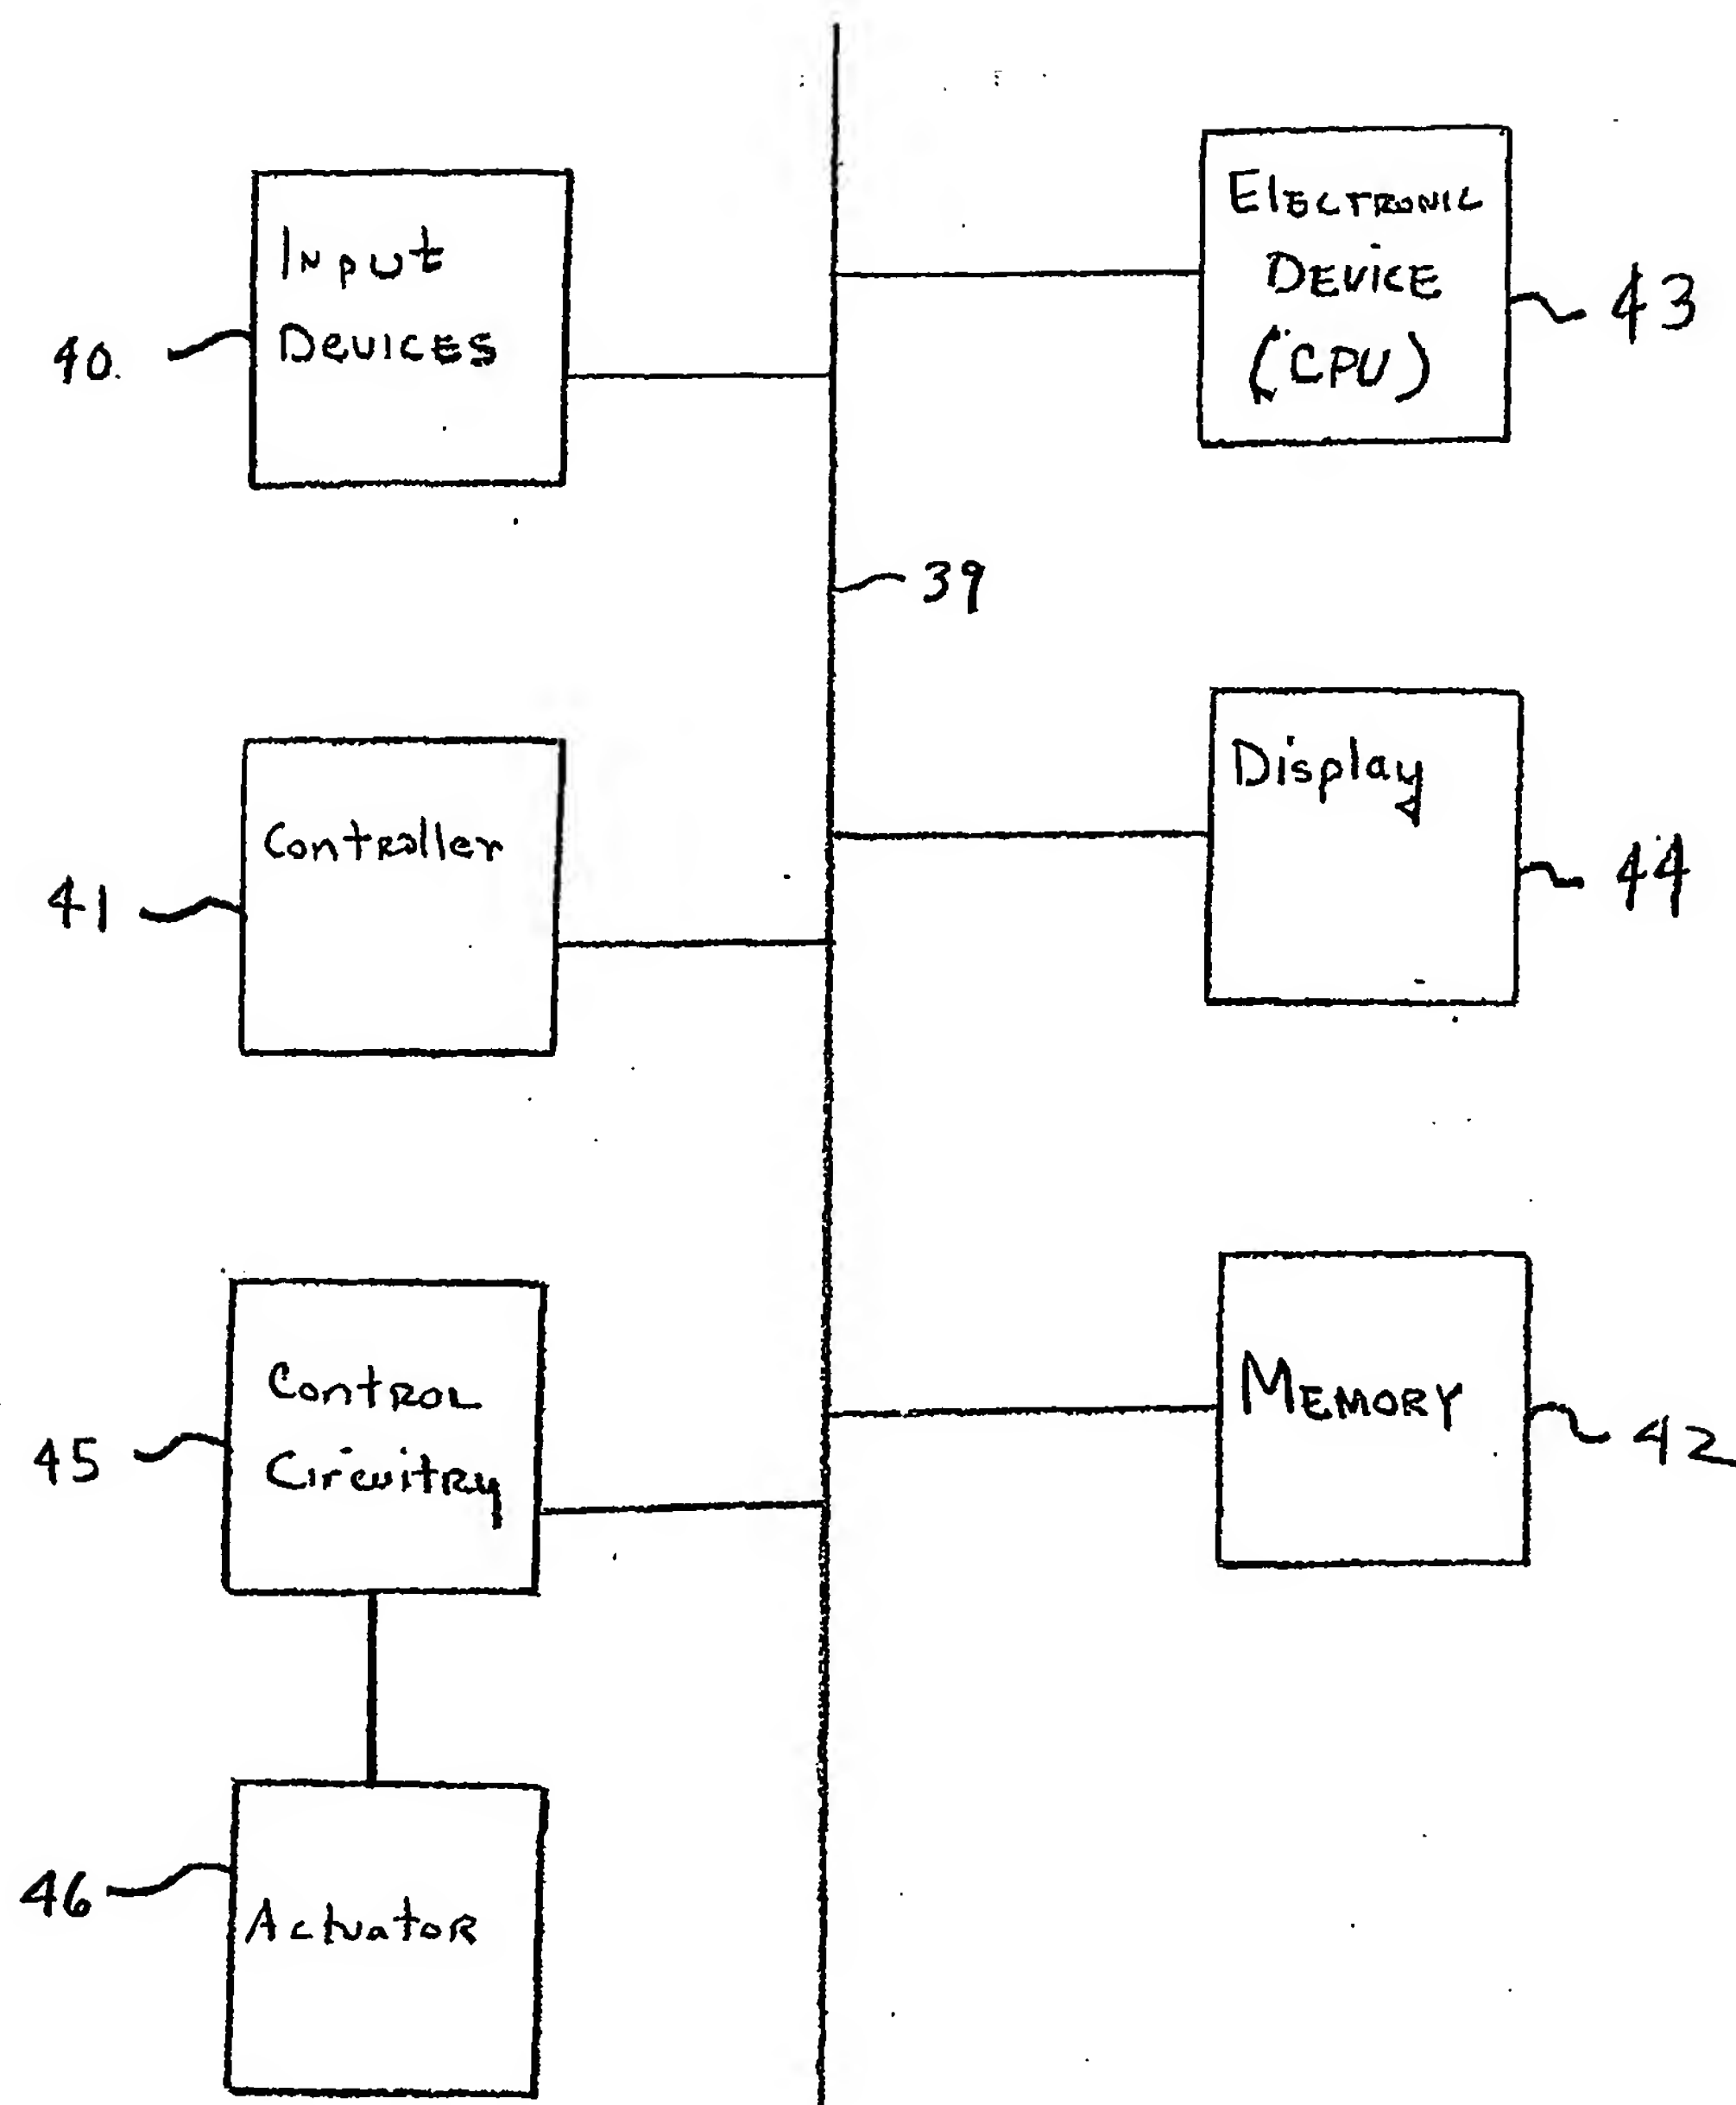 Input
Devices
40.
Electronic
Device
(CPU)
43
39
Controller
41
Display
44
Control
Circuitry
45
Memory
42
Actuator
46